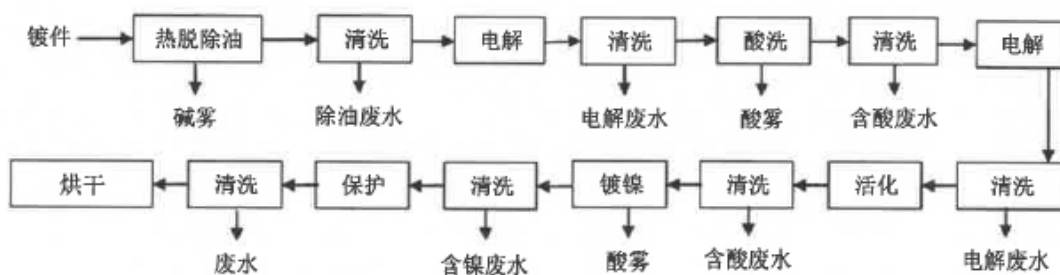 镀件 热脱除油 清洗 电解 清洗 酸洗 清洗 电解
碱雾 除油废水 电解废水 酸雾 含酸废水
烘干 清洗 保护 清洗 镀镍 清洗 活化 清洗
废水 含镍废水 酸雾 含酸废水 电解废水